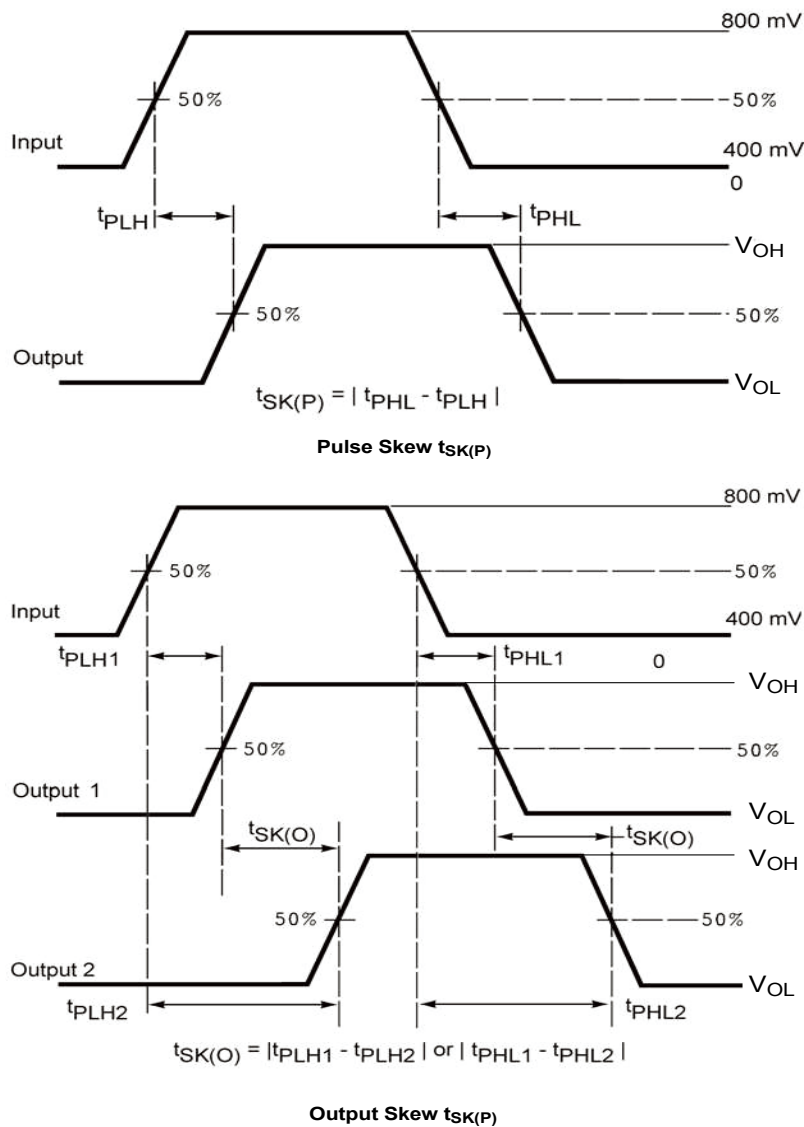 800 mV
50%
50%
Input
400 mV
0
tPLH
tPHL
VOH
50%
50%
Output
VOL
tSK(P) = | tPHL - tPLH |
Pulse Skew tSK(P)
800 mV
50%
50%
Input
400 mV
tPLH1
tPHL1
0
VOH
50%
50%
Output 1
VOL
tSK(O)
tSK(O)
VOH
50%
50%
Output 2
VOL
tPLH2
tPHL2
tSK(O) = |tPLH1 - tPLH2 | or | tPHL1 - tPHL2 |
Output Skew tSK(P)